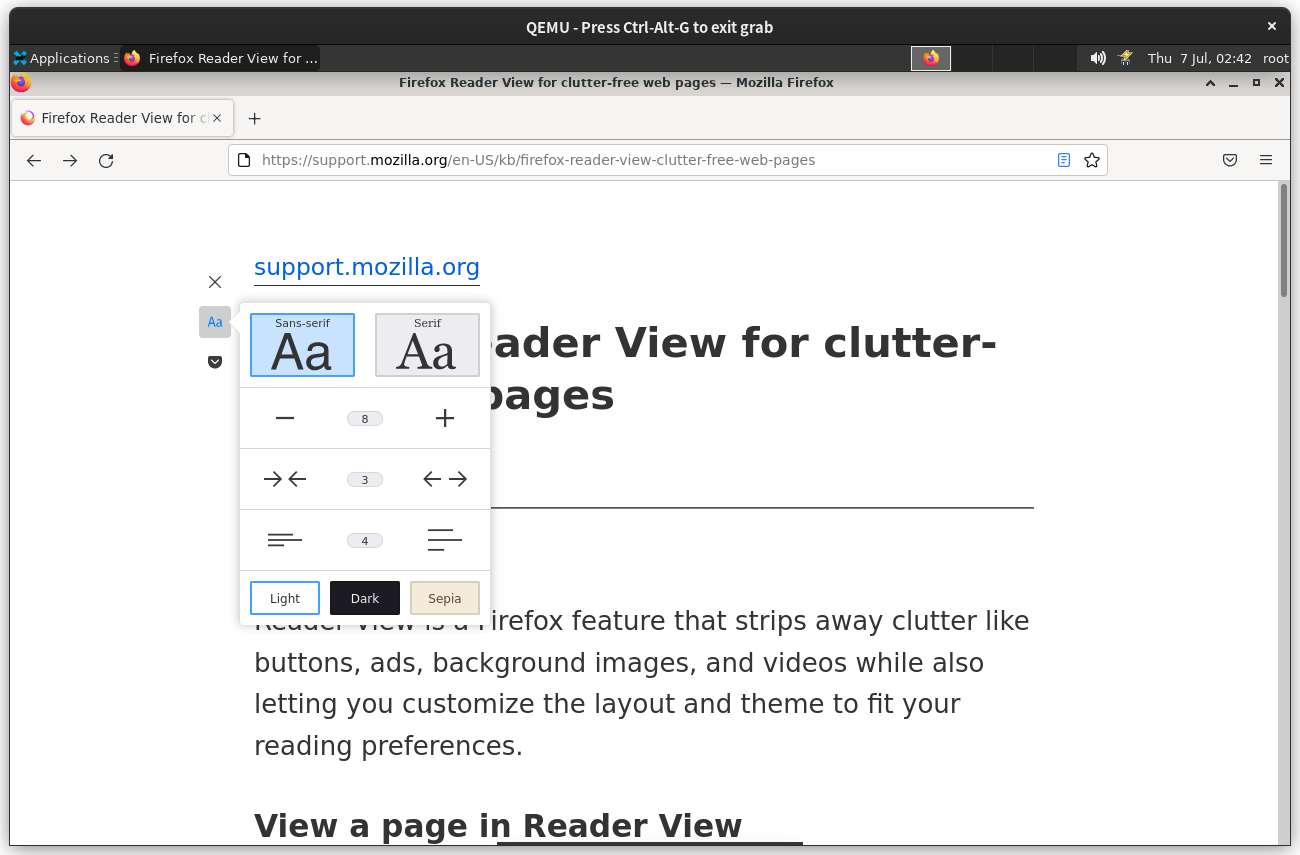 QEMU - Press Ctrl-Alt-G to exit grab
Applications
Firefox Reader View for ...
Thu 7 Jul, 02:42 root
Firefox Reader View for clutter-free web pages — Mozilla Firefox
Firefox Reader View for
https://support.mozilla.org/en-US/kb/firefox-reader-view-clutter-free-web-pages
support.mozilla.org
Aa
Sans-serif
Aa
Serif
Aa
8
3
4
Light
Dark
Sepia
View for clutter-
pages
Reader View is a Firefox feature that strips away clutter like
buttons, ads, background images, and videos while also
letting you customize the layout and theme to fit your
reading preferences.
View a page in Reader View